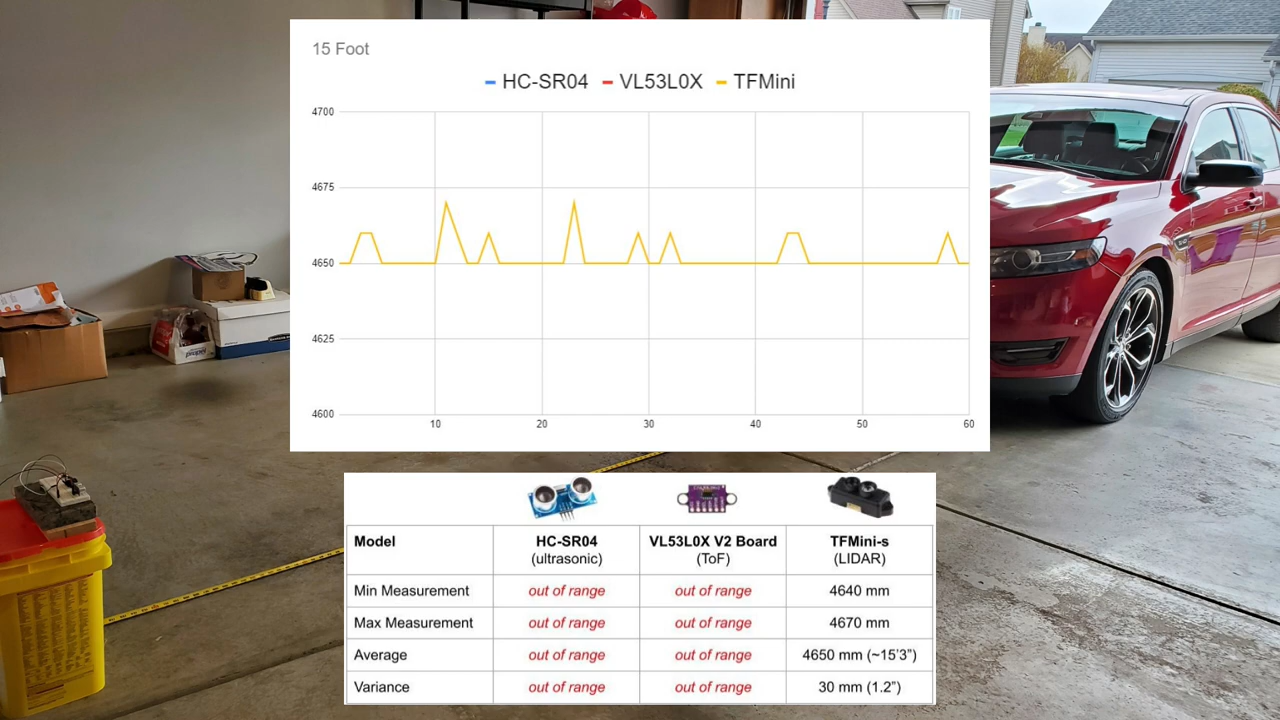 15 Foot
HC-SR04 VL53L0X TFMini
4700
4675
4650
4625
4600
10 20 30 40 50 60
Model HC-SR04 (ultrasonic) VL53L0X V2 Board (ToF) TFMini-s (LIDAR)
Min Measurement out of range out of range 4640 mm
Max Measurement out of range out of range 4670 mm
Average out of range out of range 4650 mm (~15'3")
Variance out of range out of range 30 mm (1.2")